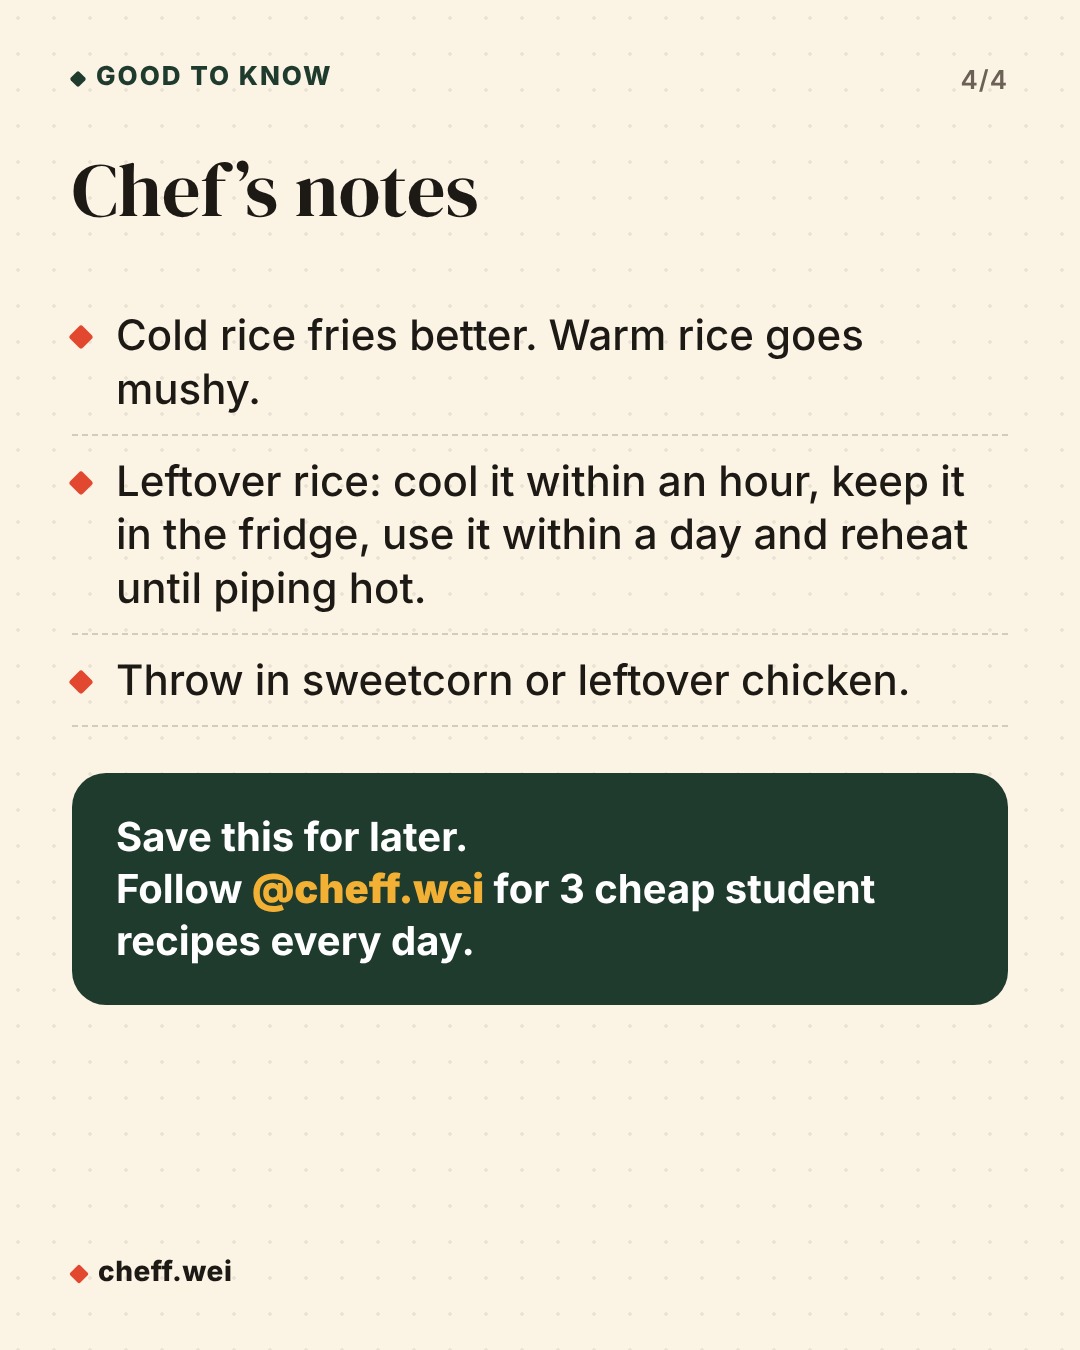 GOOD TO KNOW
4/4
Chef’s notes
Cold rice fries better. Warm rice goes
mushy.
Leftover rice: cool it within an hour, keep it
in the fridge, use it within a day and reheat
until piping hot.
Throw in sweetcorn or leftover chicken.
Save this for later.
Follow @cheff.wei for 3 cheap student
recipes every day.
cheff.wei